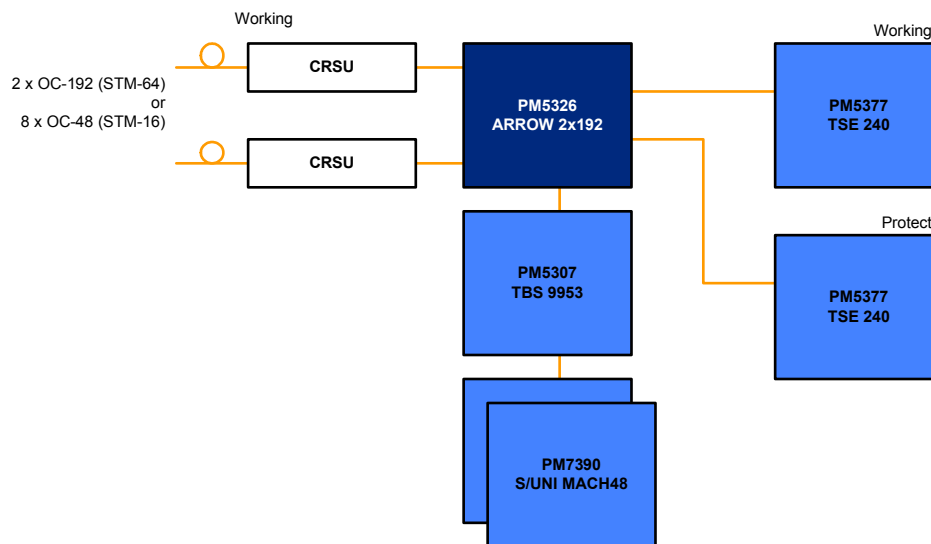 Working
2 x OC-192 (STM-64)
or
8 x OC-48 (STM-16)
CRSU
CRSU
PM5326
ARROW 2x192
Working
PM5377
TSE 240
Protect
PM5377
TSE 240
PM5307
TBS 9953
PM7390
S/UNI MACH48